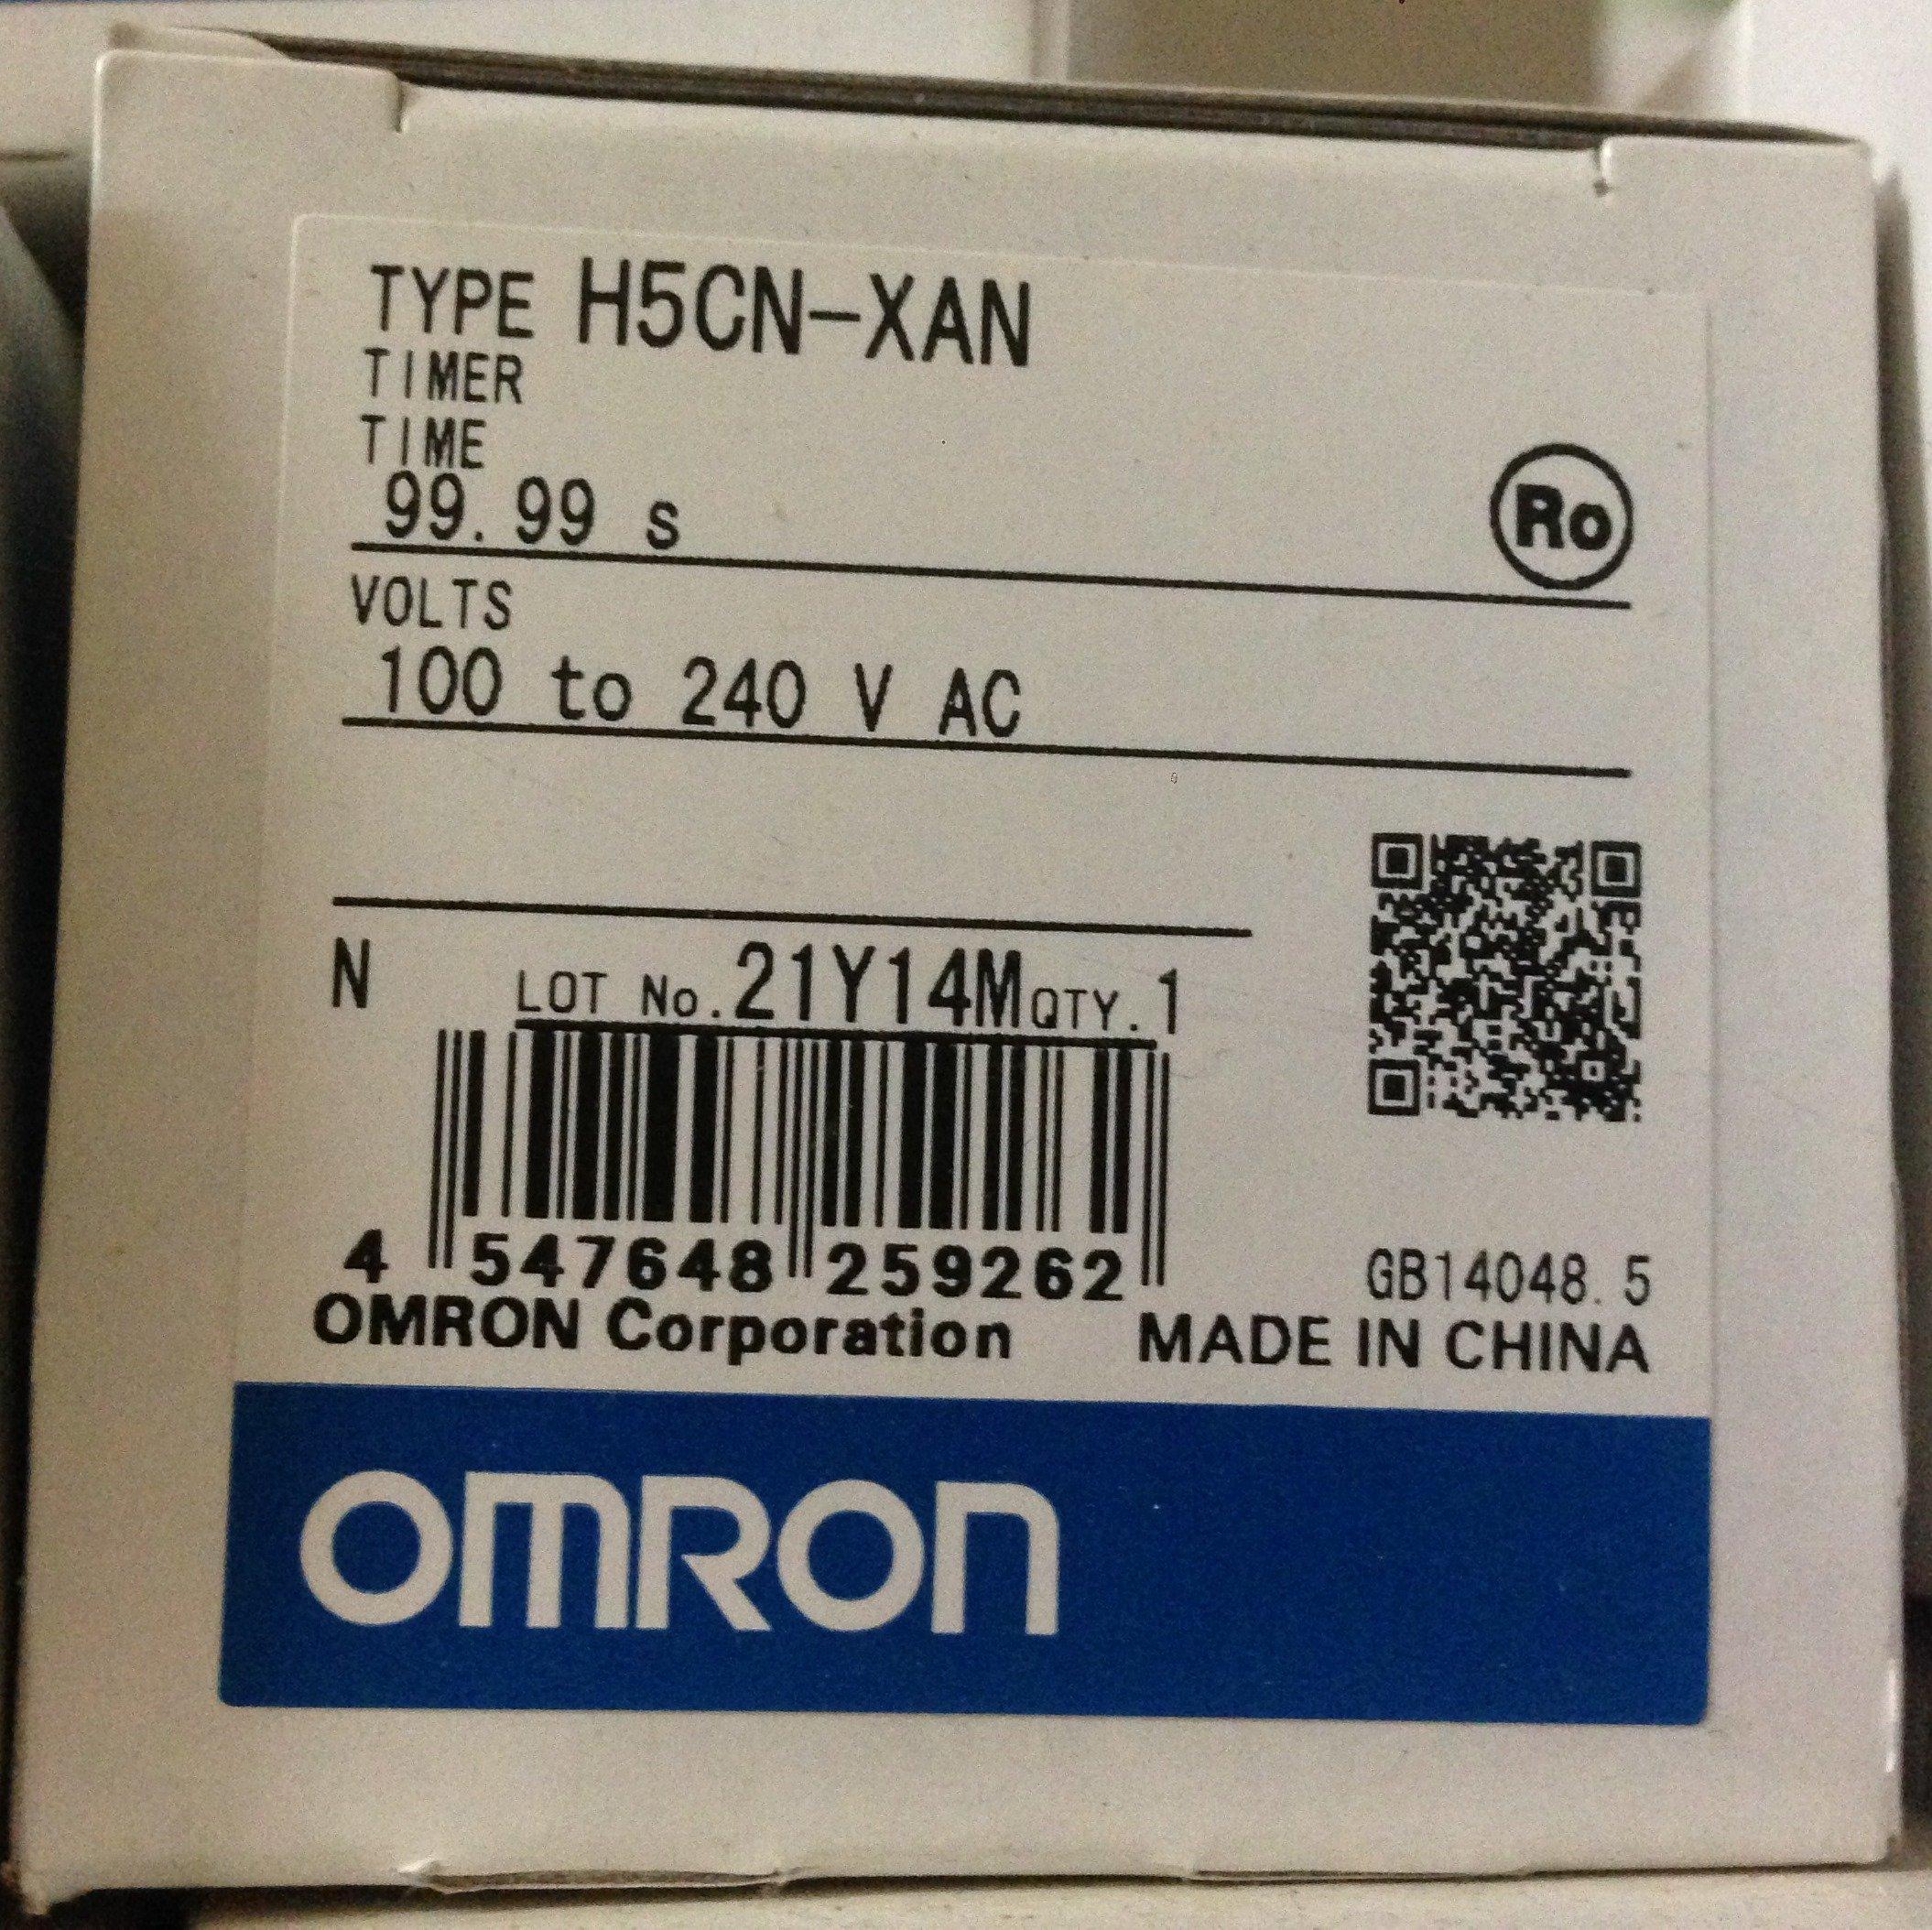 TYPE H5CN-XAN
TIMER
TIME
99.99 s
Ro
VOLTS
100 to 240 V AC
N LOT No.21Y14M QTY.1
4 547648 259262
GB14048.5
OMRON Corporation MADE IN CHINA
OMRON